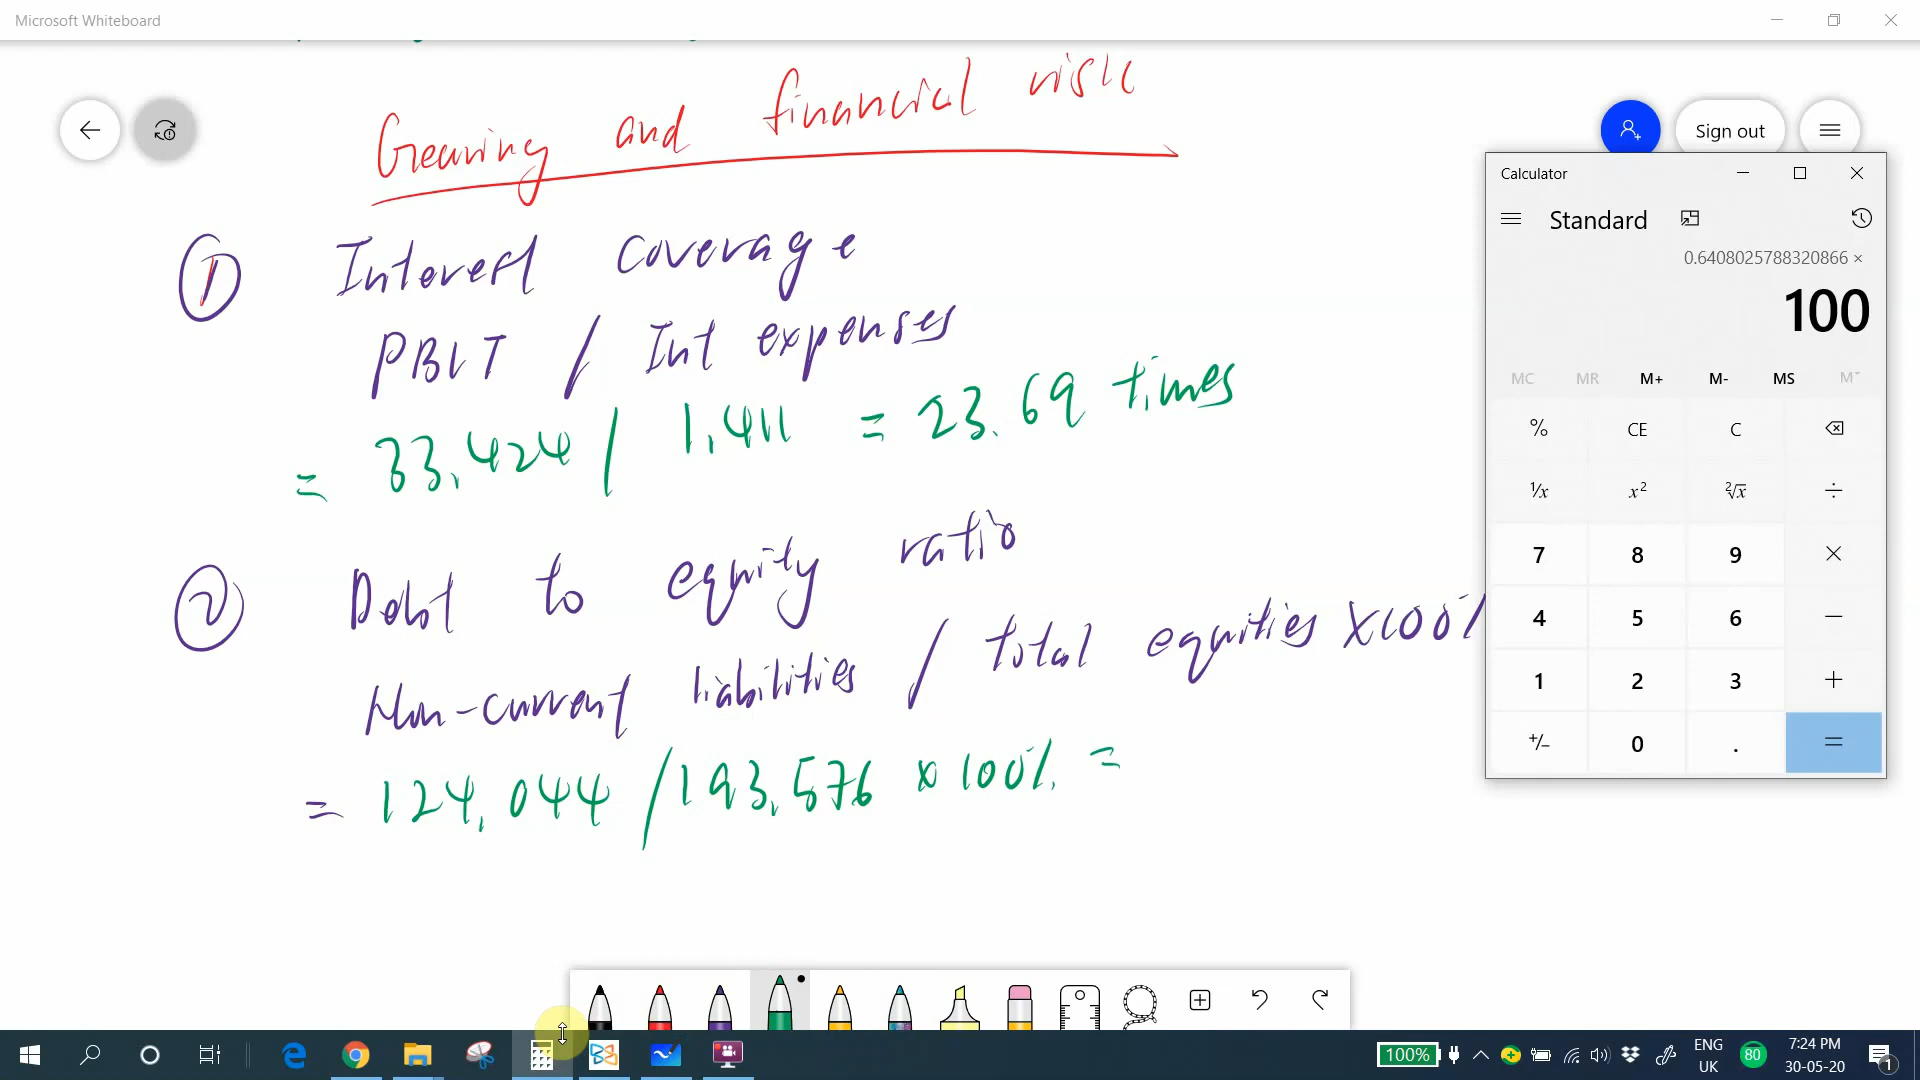 Microsoft Whiteboard
Gearing and financial risk
Sign out
Calculator
Standard
0.6408025788320866 ×
100
MC MR M+ M- MS M˅
% CE C
¹/x x² ²√x ÷
7 8 9 ×
4 5 6 −
1 2 3 +
+/− 0 . =
① Interest coverage
PBIT / Int expenses
= 33,424 / 1,411 = 23.69 times
② Debt to equity ratio
Non-current liabilities / total equities ×100%
= 124,044 / 193,576 × 100% =
100%
ENG
UK
80
7:24 PM
30-05-20
1